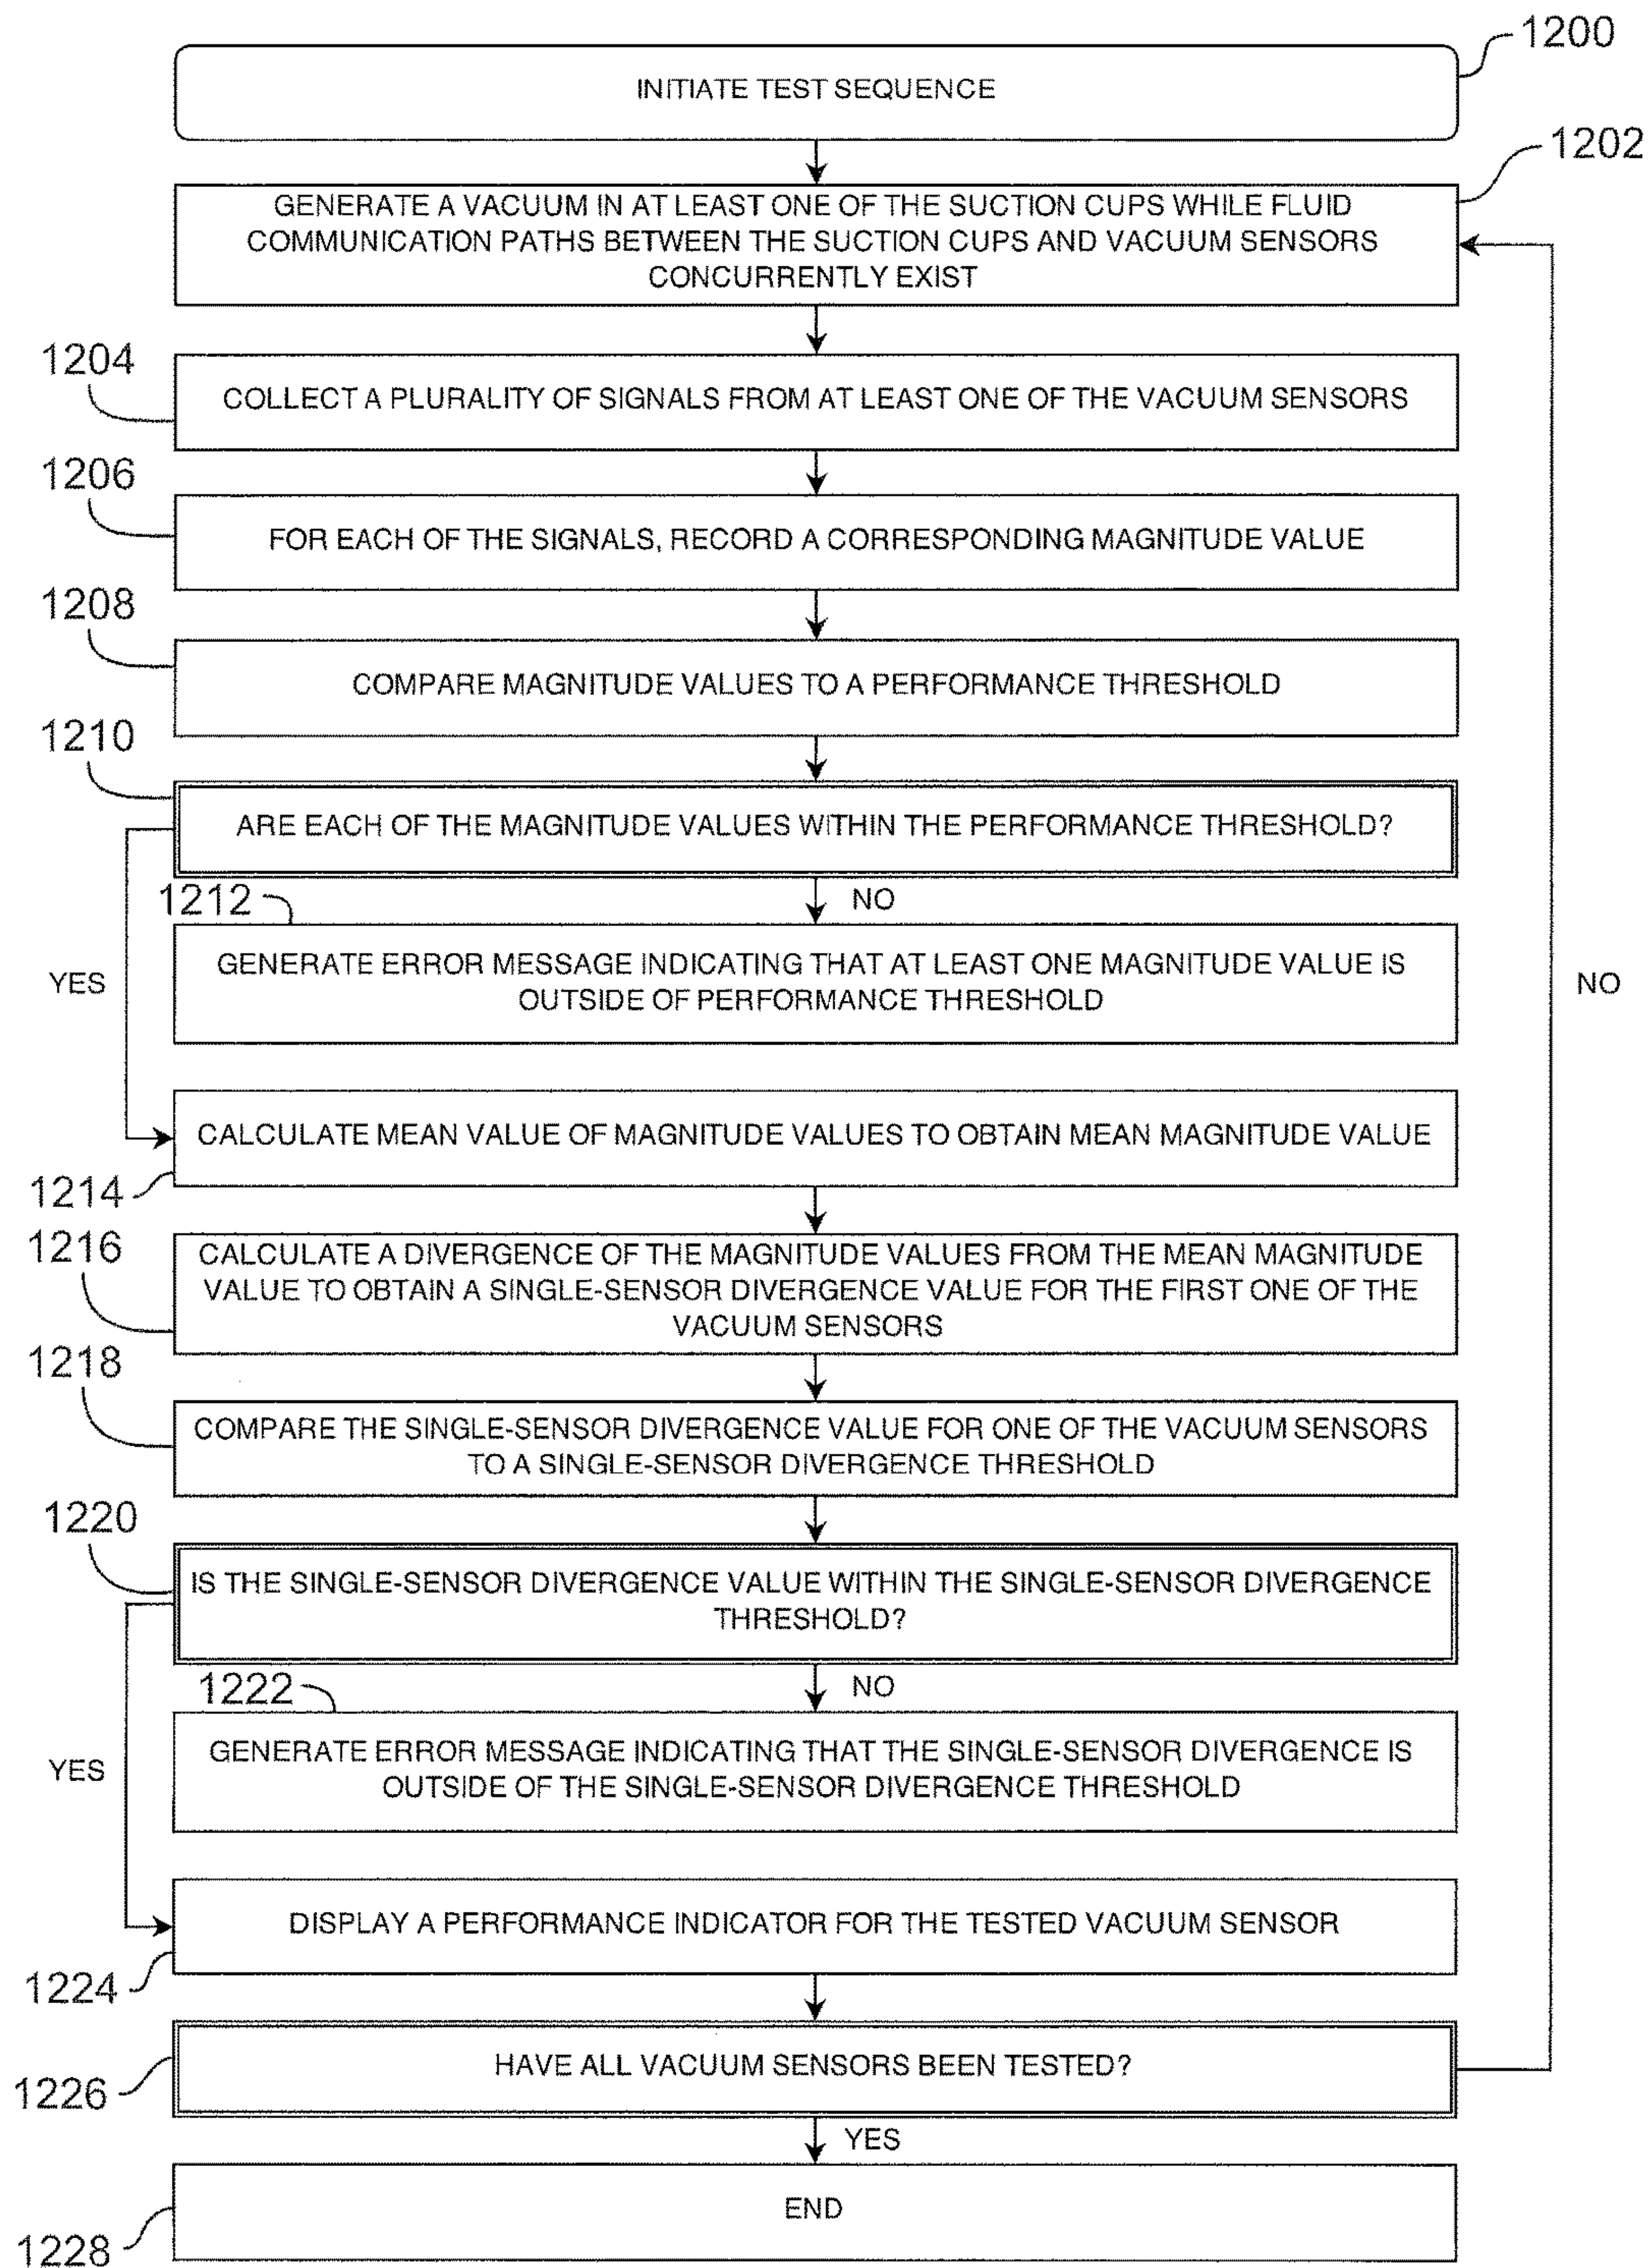 1200
INITIATE TEST SEQUENCE
1202
GENERATE A VACUUM IN AT LEAST ONE OF THE SUCTION CUPS WHILE FLUID
COMMUNICATION PATHS BETWEEN THE SUCTION CUPS AND VACUUM SENSORS
CONCURRENTLY EXIST
1204
COLLECT A PLURALITY OF SIGNALS FROM AT LEAST ONE OF THE VACUUM SENSORS
1206
FOR EACH OF THE SIGNALS, RECORD A CORRESPONDING MAGNITUDE VALUE
1208
COMPARE MAGNITUDE VALUES TO A PERFORMANCE THRESHOLD
1210
ARE EACH OF THE MAGNITUDE VALUES WITHIN THE PERFORMANCE THRESHOLD?
1212
NO
GENERATE ERROR MESSAGE INDICATING THAT AT LEAST ONE MAGNITUDE VALUE IS
OUTSIDE OF PERFORMANCE THRESHOLD
YES
NO
CALCULATE MEAN VALUE OF MAGNITUDE VALUES TO OBTAIN MEAN MAGNITUDE VALUE
1214
1216
CALCULATE A DIVERGENCE OF THE MAGNITUDE VALUES FROM THE MEAN MAGNITUDE
VALUE TO OBTAIN A SINGLE-SENSOR DIVERGENCE VALUE FOR THE FIRST ONE OF THE
VACUUM SENSORS
1218
COMPARE THE SINGLE-SENSOR DIVERGENCE VALUE FOR ONE OF THE VACUUM SENSORS
TO A SINGLE-SENSOR DIVERGENCE THRESHOLD
1220
IS THE SINGLE-SENSOR DIVERGENCE VALUE WITHIN THE SINGLE-SENSOR DIVERGENCE
THRESHOLD?
1222
NO
GENERATE ERROR MESSAGE INDICATING THAT THE SINGLE-SENSOR DIVERGENCE IS
OUTSIDE OF THE SINGLE-SENSOR DIVERGENCE THRESHOLD
YES
DISPLAY A PERFORMANCE INDICATOR FOR THE TESTED VACUUM SENSOR
1224
HAVE ALL VACUUM SENSORS BEEN TESTED?
1226
YES
END
1228